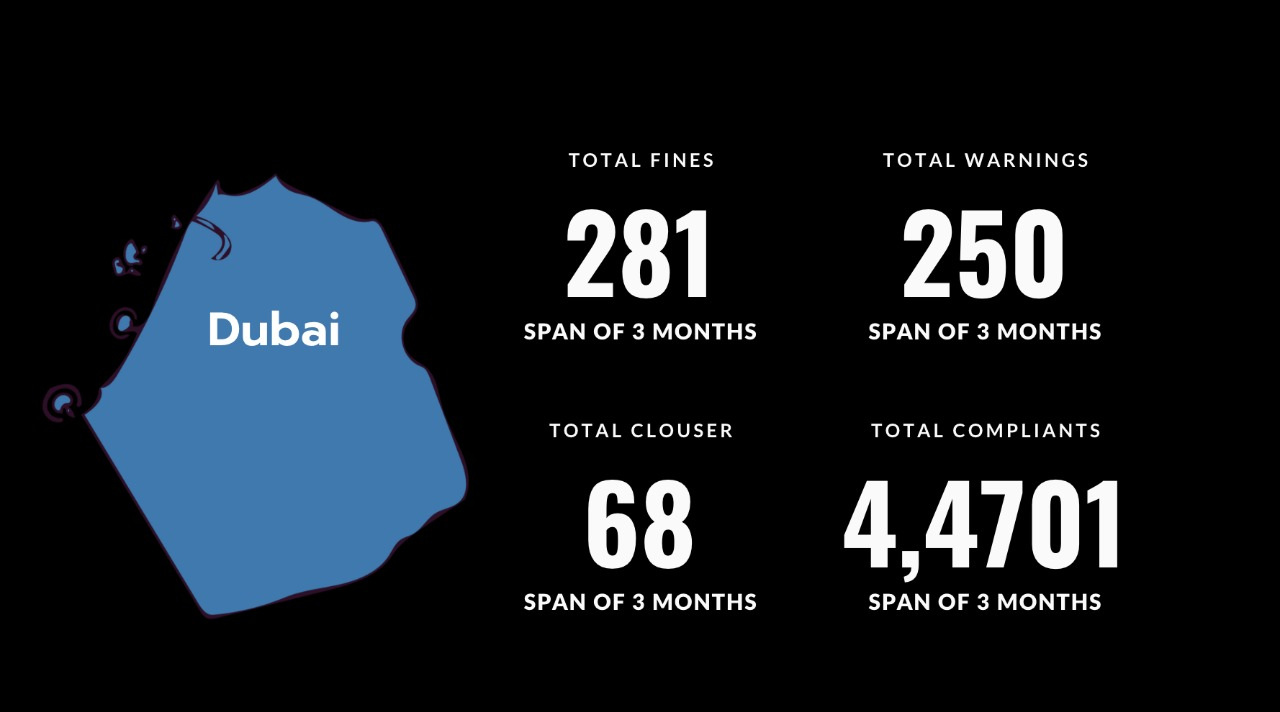 Dubai
TOTAL FINES
281
SPAN OF 3 MONTHS
TOTAL WARNINGS
250
SPAN OF 3 MONTHS
TOTAL CLOUSER
68
SPAN OF 3 MONTHS
TOTAL COMPLIANTS
4,4701
SPAN OF 3 MONTHS